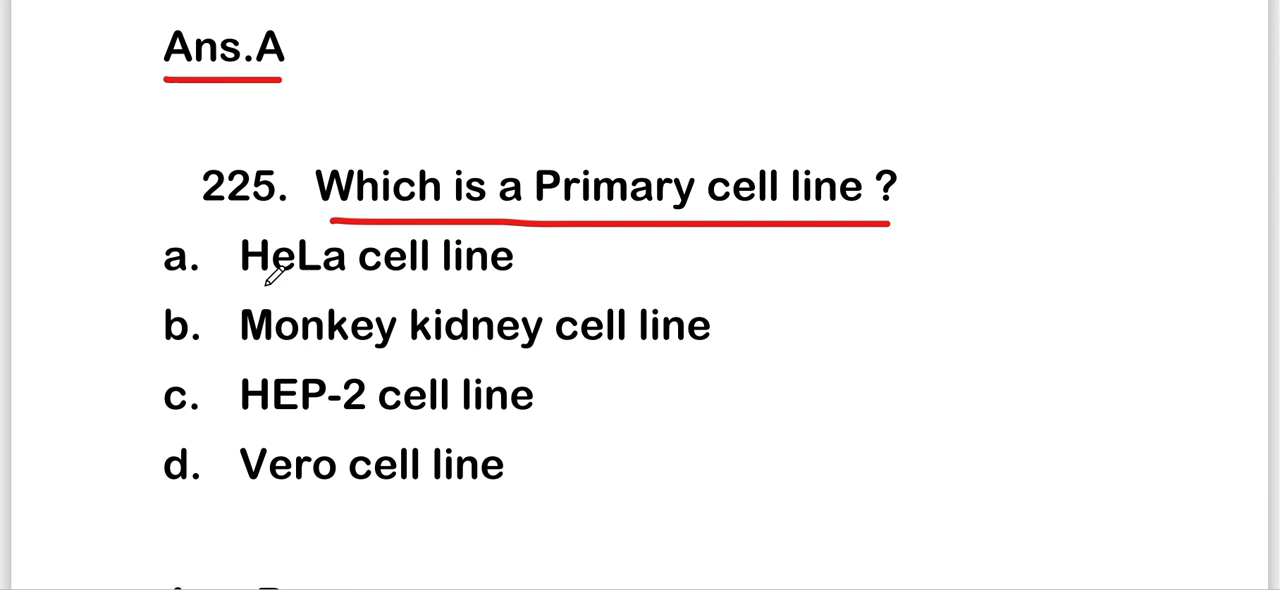 Ans.A
225. Which is a Primary cell line ?
a. HeLa cell line
b. Monkey kidney cell line
c. HEP-2 cell line
d. Vero cell line